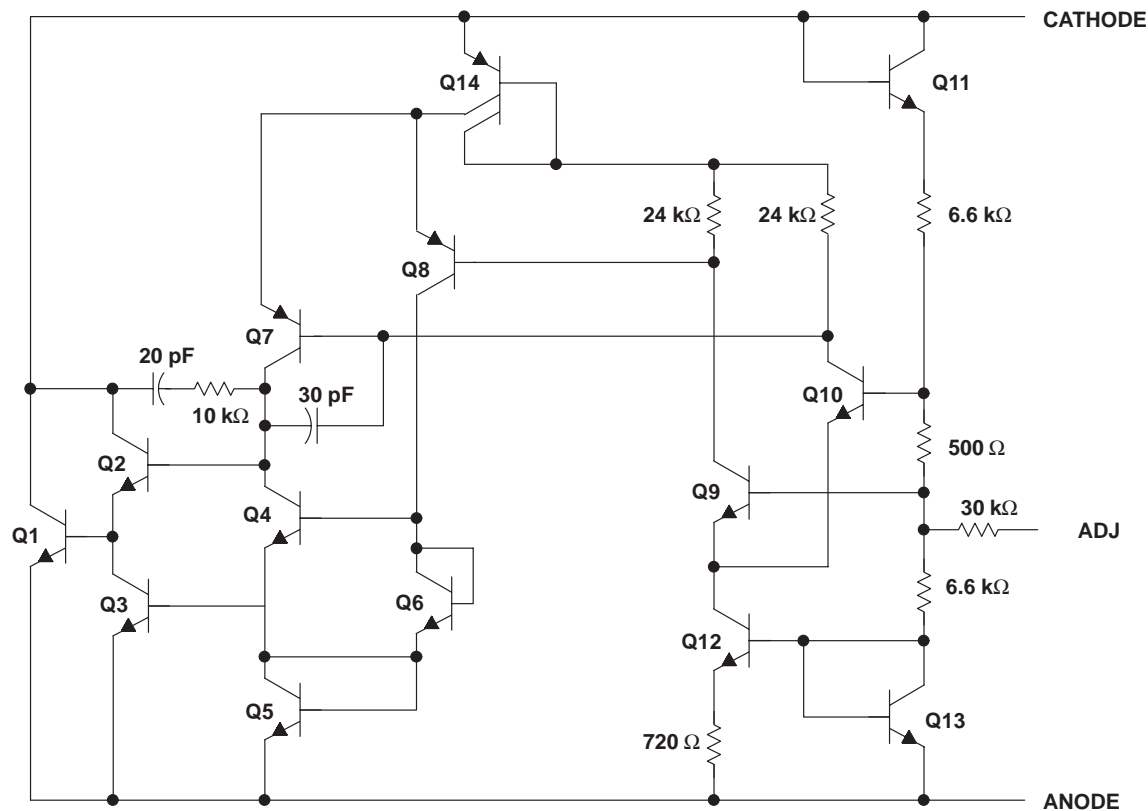 CATHODE
Q14
Q11
24 kΩ
24 kΩ
6.6 kΩ
Q8
Q7
20 pF
10 kΩ
30 pF
Q10
Q2
500 Ω
Q9
Q4
30 kΩ
Q1
ADJ
6.6 kΩ
Q3
Q6
Q12
Q5
Q13
720 Ω
ANODE